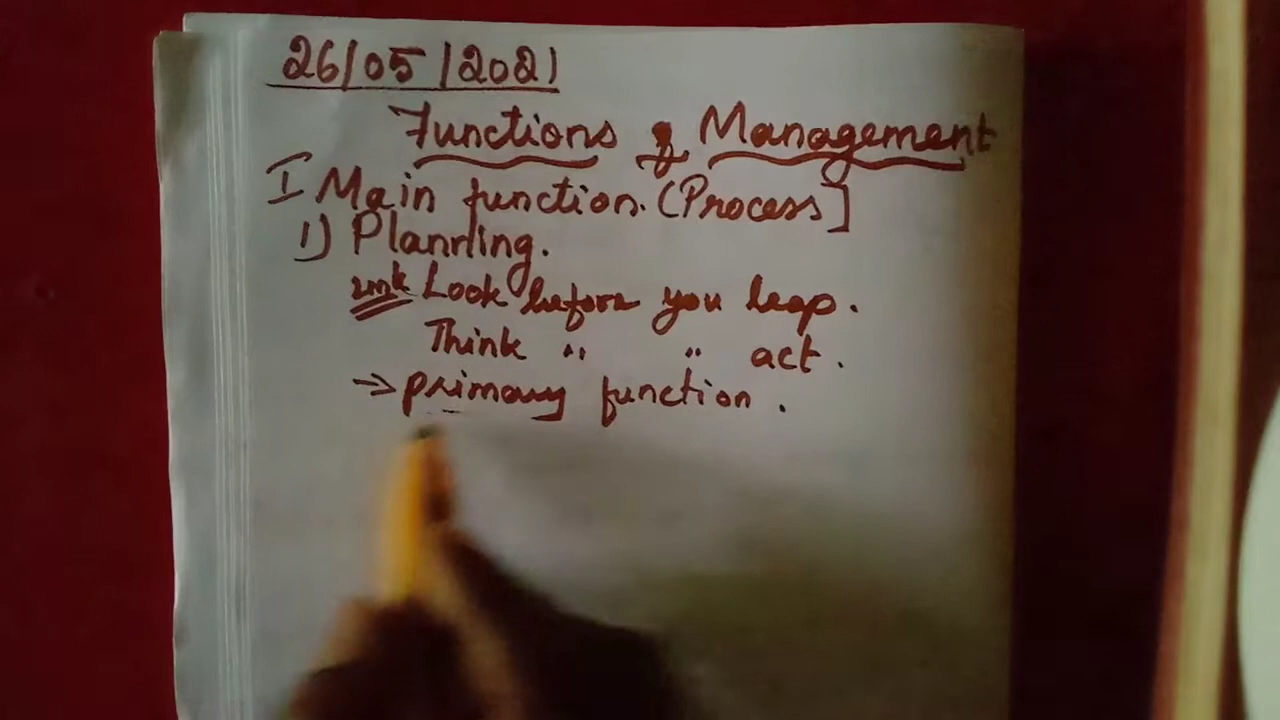 26/05/2021
Functions of Management
I Main function. (Process]
1) Planning.
Look before you leap.
Think " " act.
⇒ primary function.